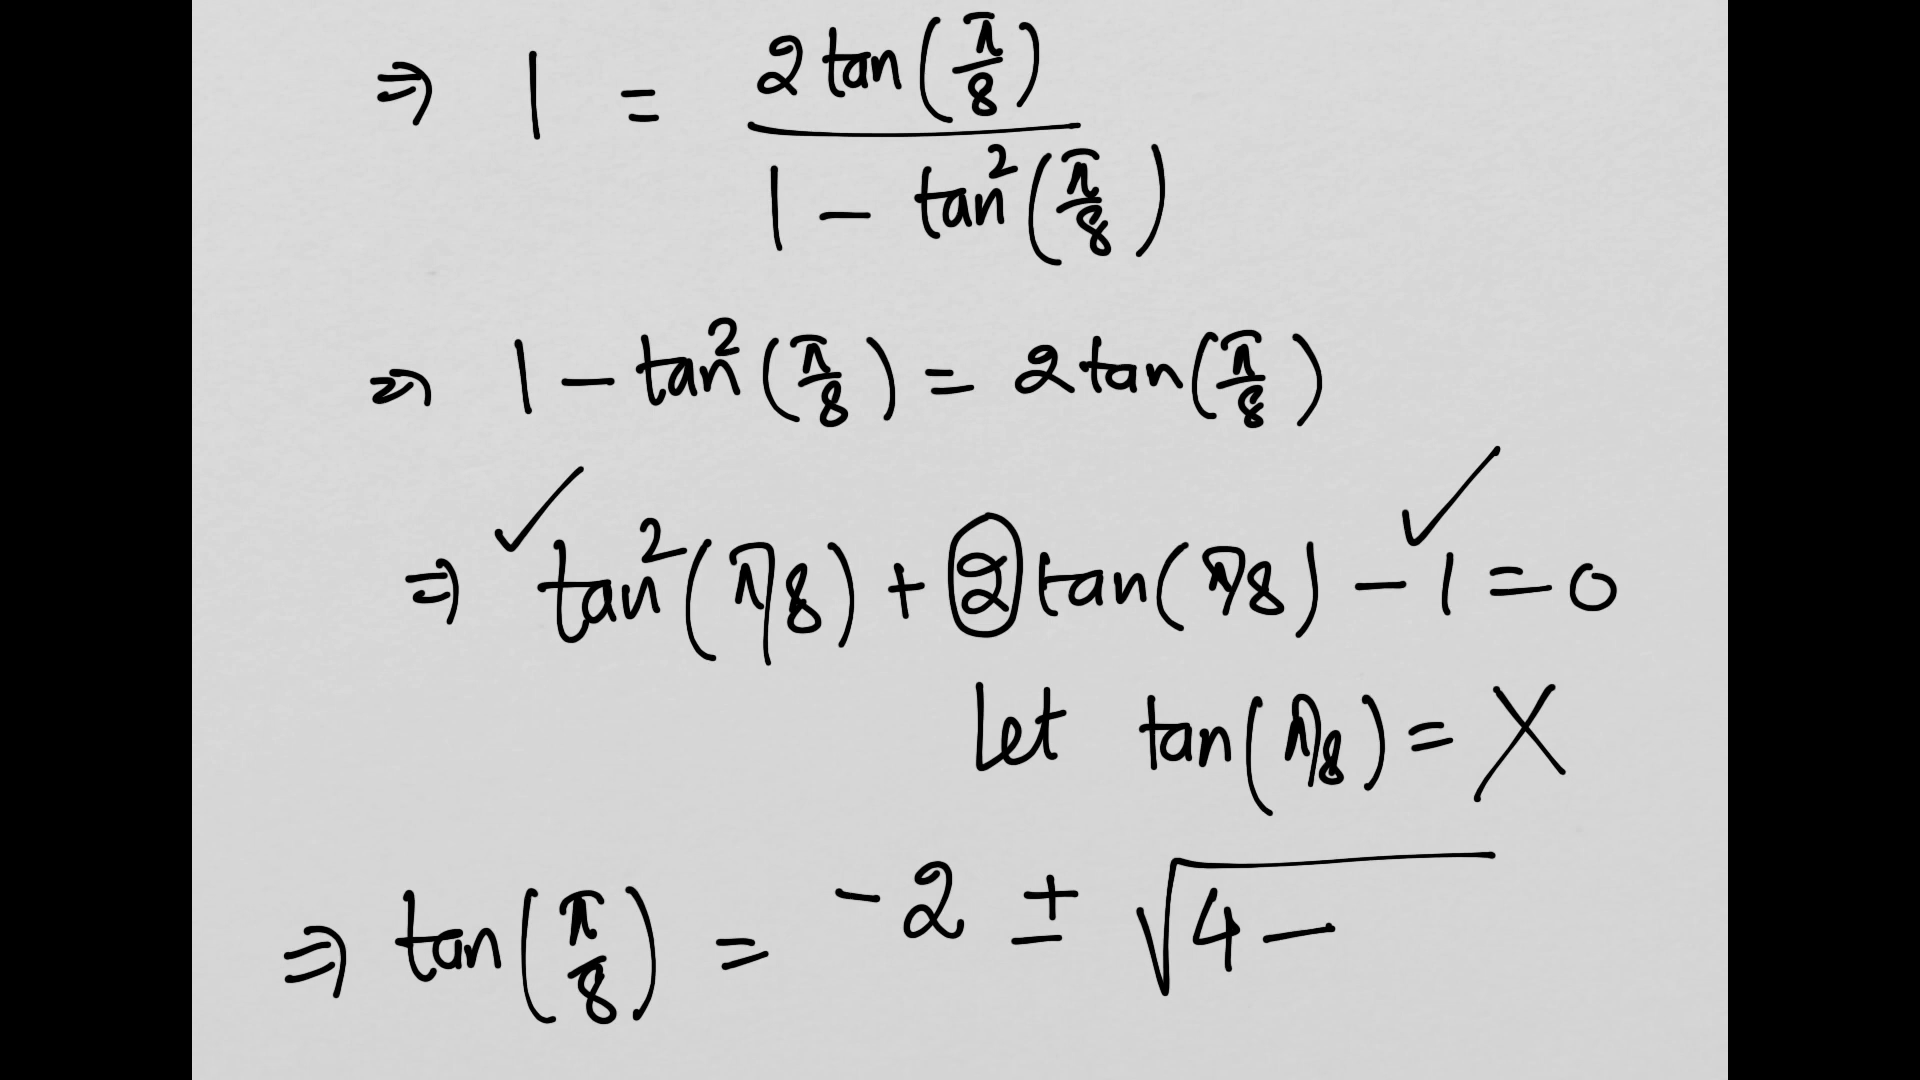 ⇒ 1 = 2 tan(π/8) / 1 - tan²(π/8)
⇒ 1 - tan²(π/8) = 2 tan(π/8)
⇒ tan²(π/8) + 2 tan(π/8) - 1 = 0
Let tan(π/8) = X
⇒ tan(π/8) = -2 ± √4 -